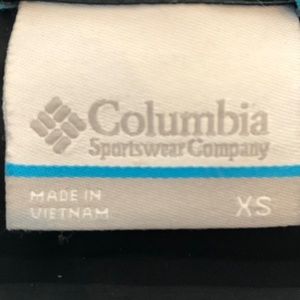 Columbia
Sportswear Company
MADE IN
VIETNAM
XS